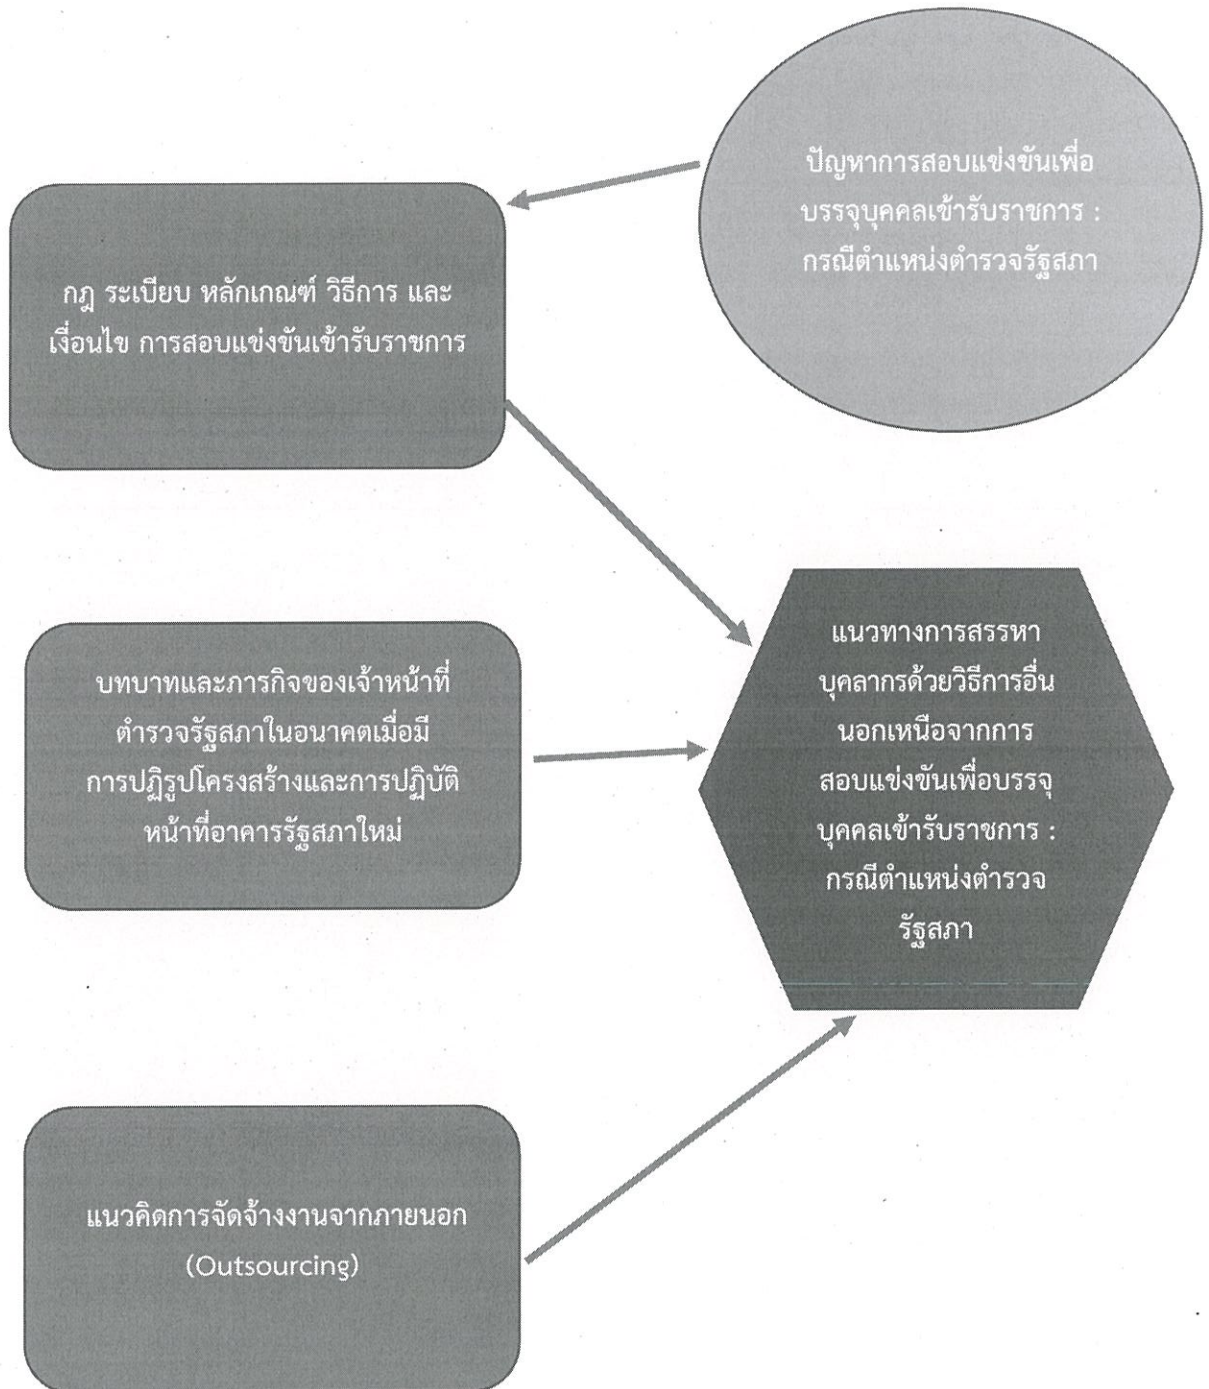 ปัญหาการสอบแข่งขันเพื่อ
บรรจุบุคคลเข้ารับราชการ :
กรณีตำแหน่งตำรวจรัฐสภา
กฎ ระเบียบ หลักเกณฑ์ วิธีการ และ
เงื่อนไข การสอบแข่งขันเข้ารับราชการ
บทบาทและภารกิจของเจ้าหน้าที่
ตำรวจรัฐสภาในอนาคตเมื่อมี
การปฏิรูปโครงสร้างและการปฏิบัติ
หน้าที่อาคารรัฐสภาใหม่
แนวทางการสรรหา
บุคลากรด้วยวิธีการอื่น
นอกเหนือจากการ
สอบแข่งขันเพื่อบรรจุ
บุคคลเข้ารับราชการ :
กรณีตำแหน่งตำรวจ
รัฐสภา
แนวคิดการจัดจ้างงานจากภายนอก
(Outsourcing)